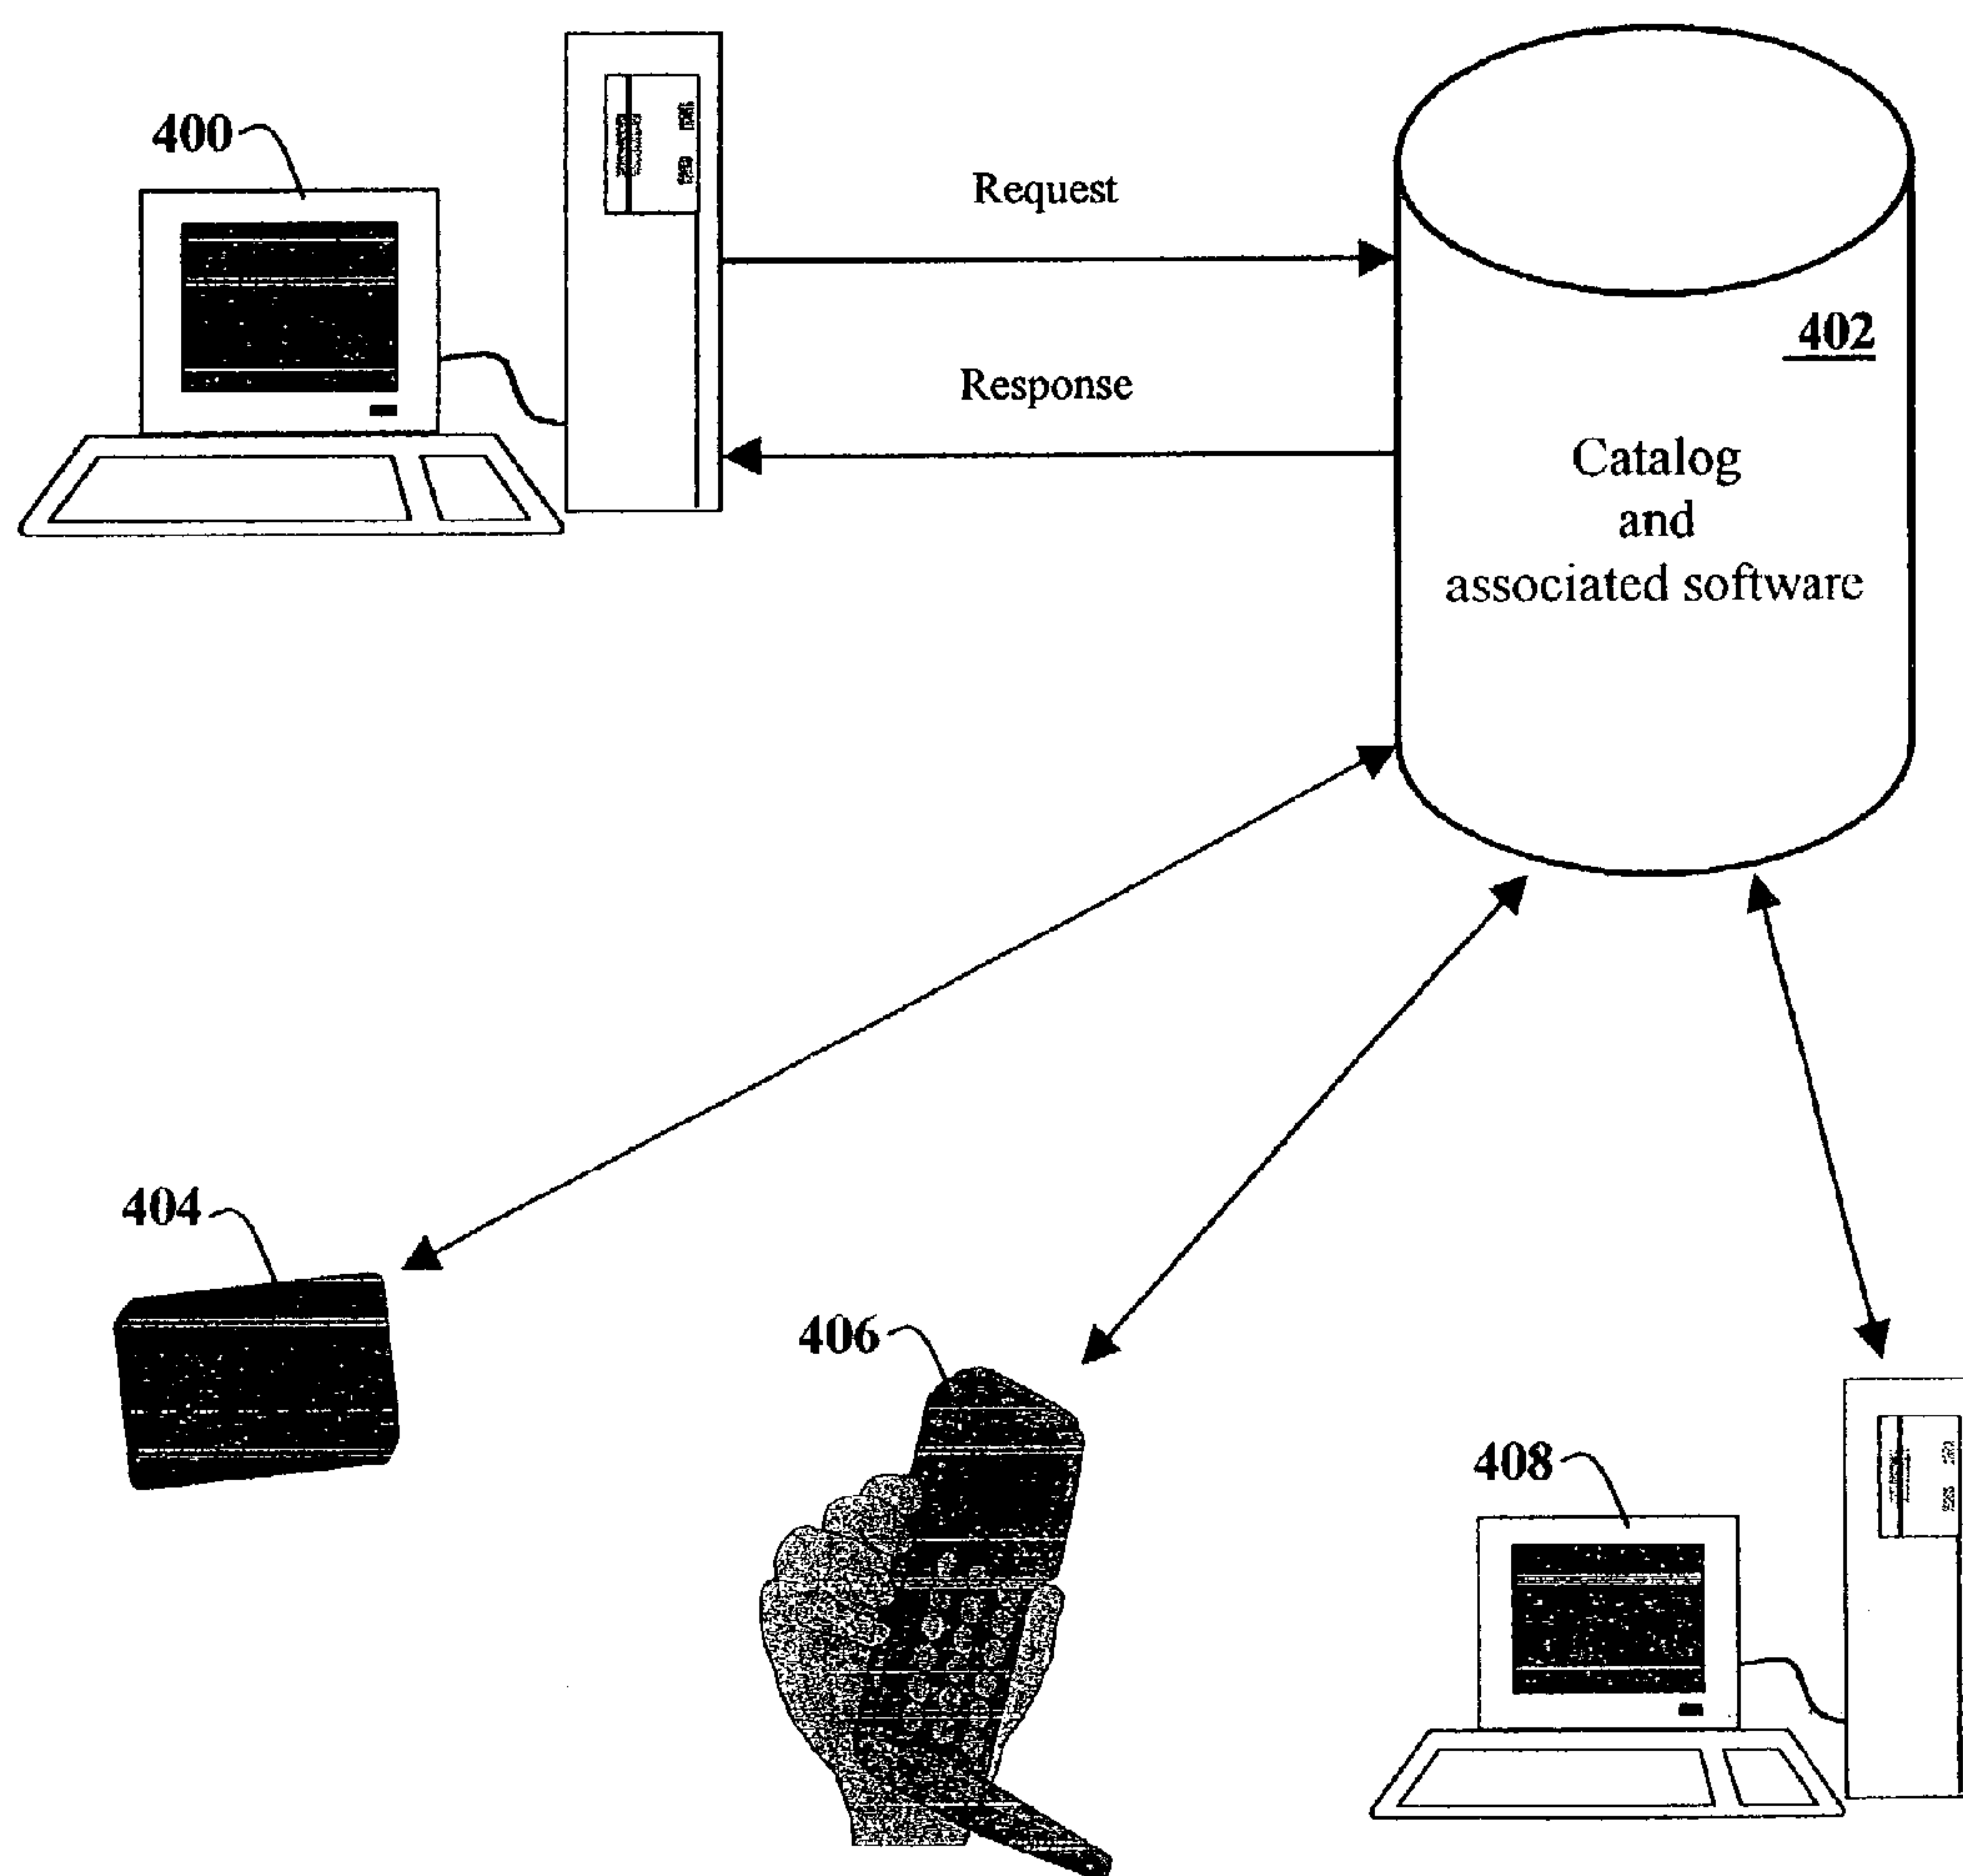 400
Request
402
Response
Catalog
and
associated software
404
406
408